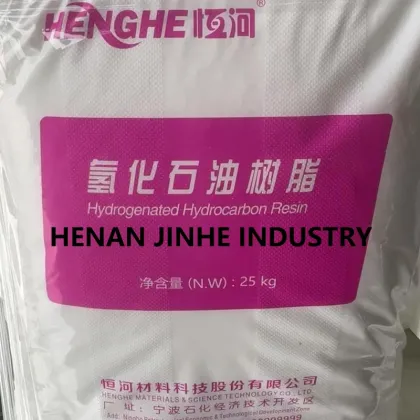 HENGHE 恒河®
氢化石油树脂
Hydrogenated Hydrocarbon Resin
HENAN JINHE INDUSTRY
净含量 (N.W) : 25 kg
恒河材料科技股份有限公司
HENGHE MATERIALS & SCIENCE TECHNOLOGY CO., LTD.
厂 址：宁波石化经济技术开发区